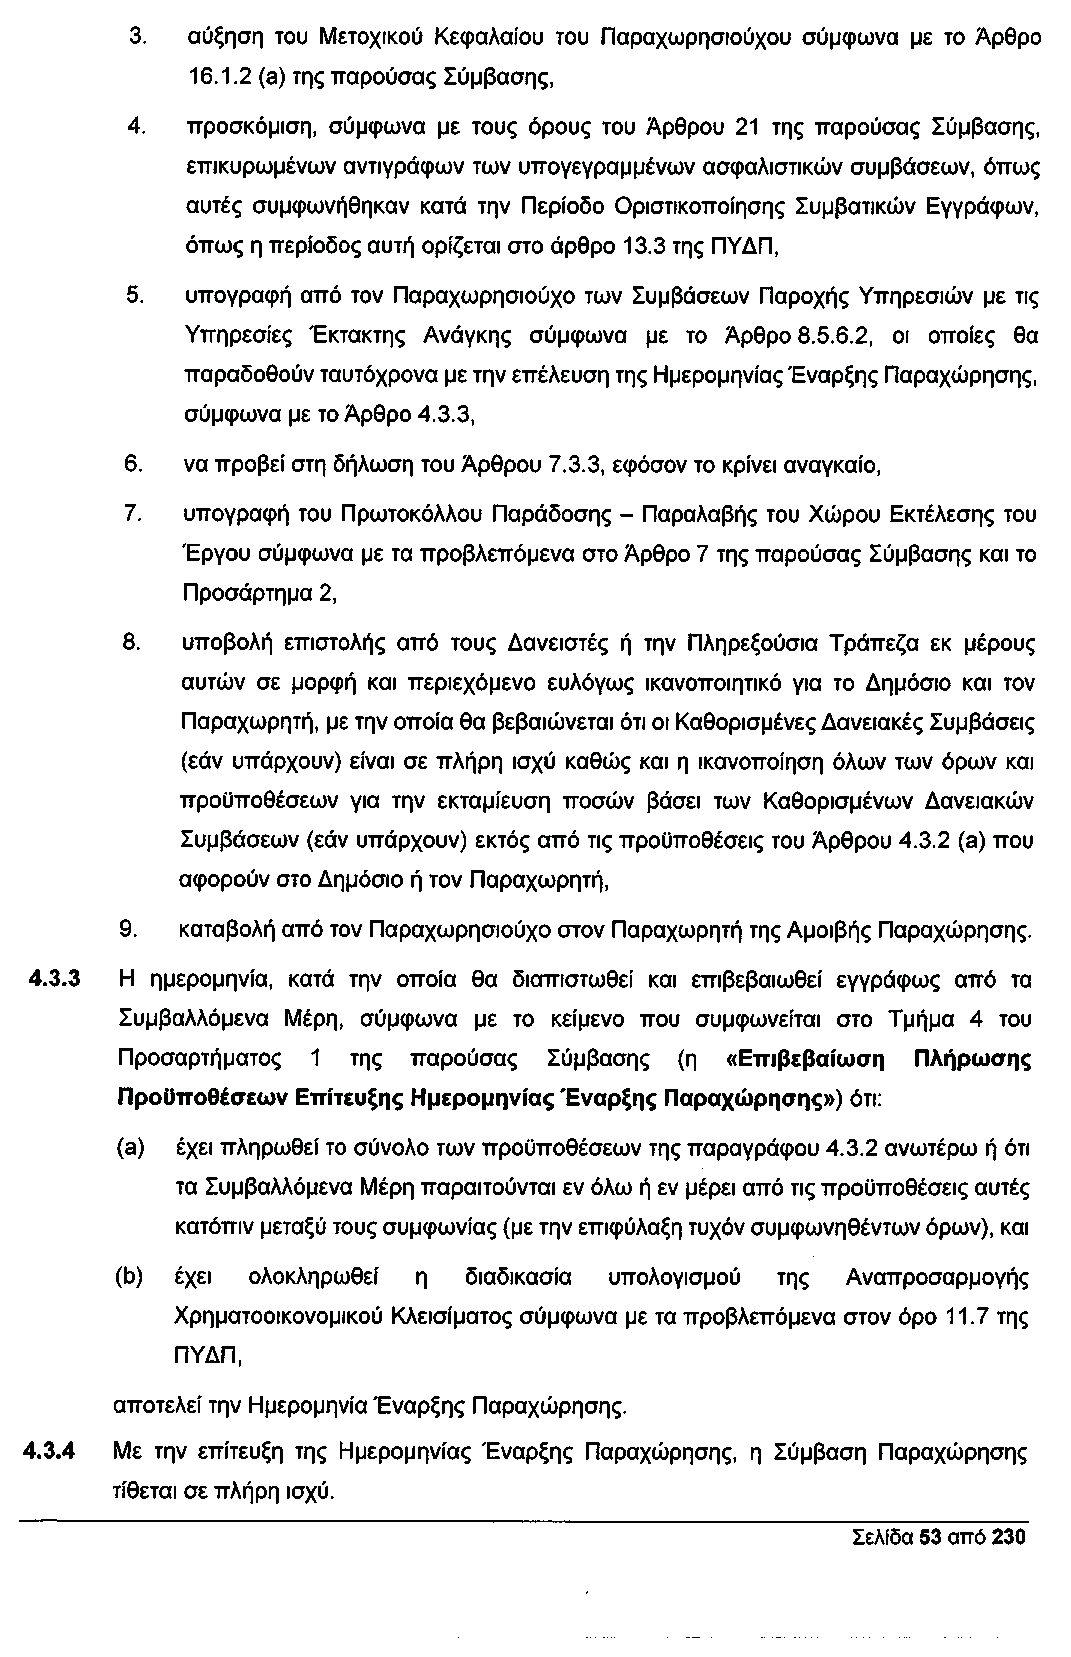 3. αύξηση του Μετοχικού Κεφαλαίου του Παραχωρησιούχου σύμφωνα με το Άρθρο
16.1.2 (a) της παρούσας Σύμβασης,
4. προσκόμιση, σύμφωνα με τους όρους του Άρθρου 21 της παρούσας Σύμβασης,
επικυρωμένων αντιγράφων των υπογεγραμμένων ασφαλιστικών συμβάσεων, όπως
αυτές συμφωνήθηκαν κατά την Περίοδο Οριστικοποίησης Συμβατικών Εγγράφων,
όπως η περίοδος αυτή ορίζεται στο άρθρο 13.3 της ΠΥΔΠ,
5. υπογραφή από τον Παραχωρησιούχο των Συμβάσεων Παροχής Υπηρεσιών με τις
Υπηρεσίες Έκτακτης Ανάγκης σύμφωνα με το Άρθρο 8.5.6.2, οι οποίες θα
παραδοθούν ταυτόχρονα με την επέλευση της Ημερομηνίας Έναρξης Παραχώρησης,
σύμφωνα με το Άρθρο 4.3.3,
6. να προβεί στη δήλωση του Άρθρου 7.3.3, εφόσον το κρίνει αναγκαίο,
7. υπογραφή του Πρωτοκόλλου Παράδοσης – Παραλαβής του Χώρου Εκτέλεσης του
Έργου σύμφωνα με τα προβλεπόμενα στο Άρθρο 7 της παρούσας Σύμβασης και το
Προσάρτημα 2,
8. υποβολή επιστολής από τους Δανειστές ή την Πληρεξούσια Τράπεζα εκ μέρους
αυτών σε μορφή και περιεχόμενο ευλόγως ικανοποιητικό για το Δημόσιο και τον
Παραχωρητή, με την οποία θα βεβαιώνεται ότι οι Καθορισμένες Δανειακές Συμβάσεις
(εάν υπάρχουν) είναι σε πλήρη ισχύ καθώς και η ικανοποίηση όλων των όρων και
προϋποθέσεων για την εκταμίευση ποσών βάσει των Καθορισμένων Δανειακών
Συμβάσεων (εάν υπάρχουν) εκτός από τις προϋποθέσεις του Άρθρου 4.3.2 (a) που
αφορούν στο Δημόσιο ή τον Παραχωρητή,
9. καταβολή από τον Παραχωρησιούχο στον Παραχωρητή της Αμοιβής Παραχώρησης.
4.3.3 Η ημερομηνία, κατά την οποία θα διαπιστωθεί και επιβεβαιωθεί εγγράφως από τα
Συμβαλλόμενα Μέρη, σύμφωνα με το κείμενο που συμφωνείται στο Τμήμα 4 του
Προσαρτήματος 1 της παρούσας Σύμβασης (η «Επιβεβαίωση Πλήρωσης
Προϋποθέσεων Επίτευξης Ημερομηνίας Έναρξης Παραχώρησης») ότι:
(a) έχει πληρωθεί το σύνολο των προϋποθέσεων της παραγράφου 4.3.2 ανωτέρω ή ότι
τα Συμβαλλόμενα Μέρη παραιτούνται εν όλω ή εν μέρει από τις προϋποθέσεις αυτές
κατόπιν μεταξύ τους συμφωνίας (με την επιφύλαξη τυχόν συμφωνηθέντων όρων), και
(b) έχει ολοκληρωθεί η διαδικασία υπολογισμού της Αναπροσαρμογής
Χρηματοοικονομικού Κλεισίματος σύμφωνα με τα προβλεπόμενα στον όρο 11.7 της
ΠΥΔΠ,
αποτελεί την Ημερομηνία Έναρξης Παραχώρησης.
4.3.4 Με την επίτευξη της Ημερομηνίας Έναρξης Παραχώρησης, η Σύμβαση Παραχώρησης
τίθεται σε πλήρη ισχύ.
Σελίδα 53 από 230